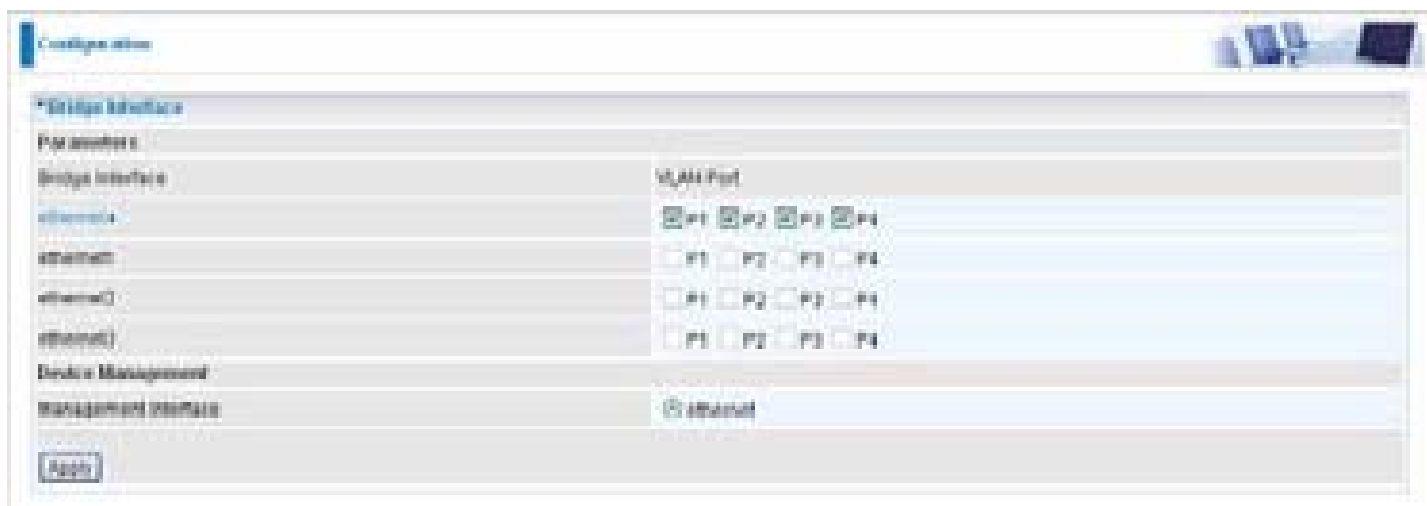 Configuration
*Bridge Interface
Parameters
Bridge Interface VLAN Port
ethernet P1 P2 P3 P4
ethernet1 P1 P2 P3 P4
ethernet2 P1 P2 P3 P4
ethernet3 P1 P2 P3 P4
Device Management
Management Interface ethernet
Apply